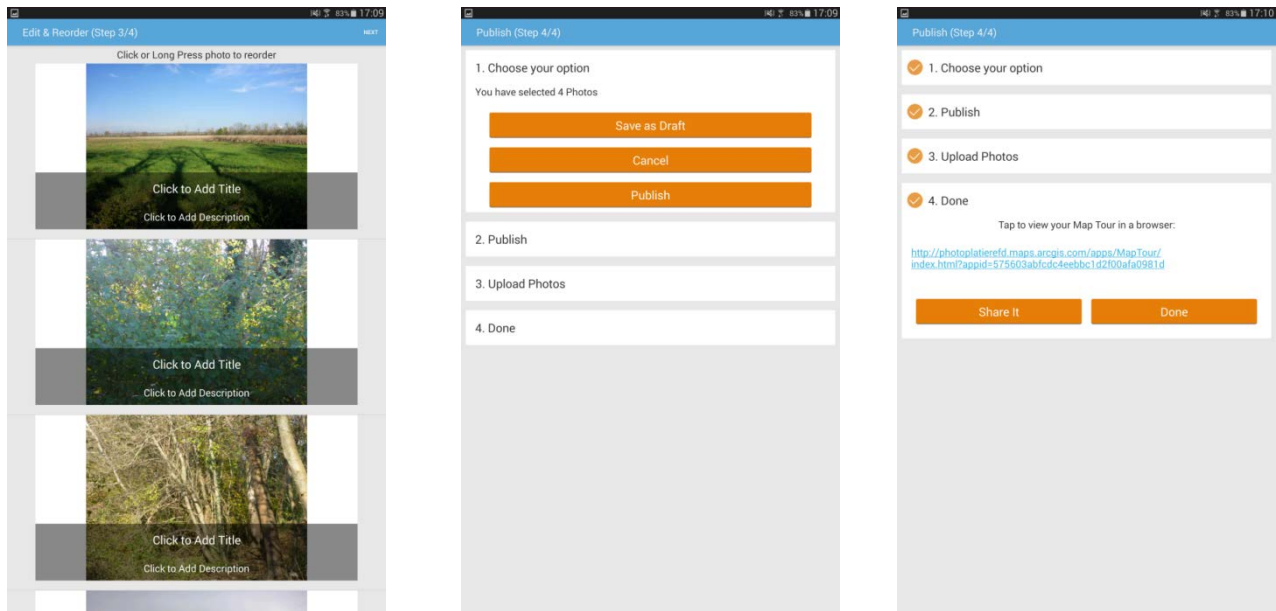 83% 17:09
Edit & Reorder (Step 3/4) NEXT
Click or Long Press photo to reorder
Click to Add Title
Click to Add Description
Click to Add Title
Click to Add Description
Click to Add Title
Click to Add Description
83% 17:09
Publish (Step 4/4)
1. Choose your option
You have selected 4 Photos
Save as Draft
Cancel
Publish
2. Publish
3. Upload Photos
4. Done
83% 17:10
Publish (Step 4/4)
1. Choose your option
2. Publish
3. Upload Photos
4. Done
Tap to view your Map Tour in a browser:
http://photoplatierefd.maps.arcgis.com/apps/MapTour/
index.html?appid=575603abfcdc4eebbc1d2f00afa0981d
Share It Done